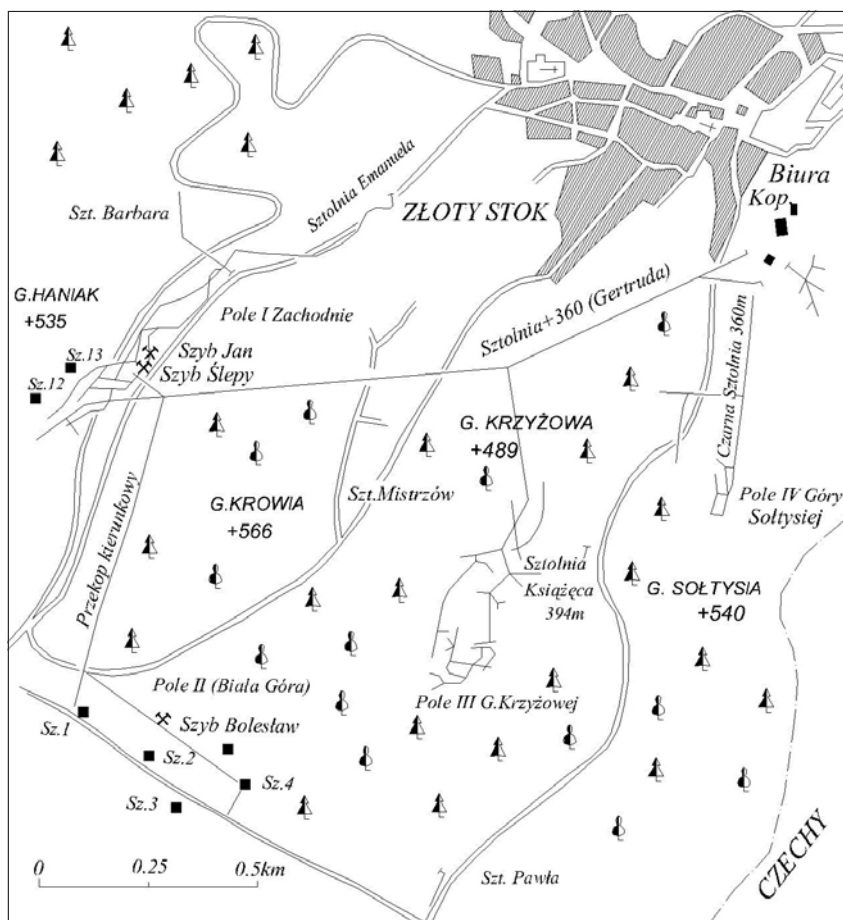 Biura
Kop.
Szt. Barbara
Sztolnia Emanuela
ZŁOTY STOK
G.HANIAK
+535
Pole I Zachodnie
Sztolnia+360 (Gertruda)
Czarna Sztolnia 360m
Sz.13
Szyb Jan
Szyb Ślepy
Sz.12
G. KRZYŻOWA
+489
G.KROWIA
+566
Szt.Mistrzów
Pole IV Góry
Sołtysiej
Przekop kierunkowy
Sztolnia
Książęca
394m
G. SOŁTYSIA
+540
Pole II (Biala Góra)
Pole III G.Krzyżowej
Sz.1
Szyb Bolesław
Sz.2
Sz.4
Sz.3
0 0.25 0.5km
Szt. Pawła
CZECHY